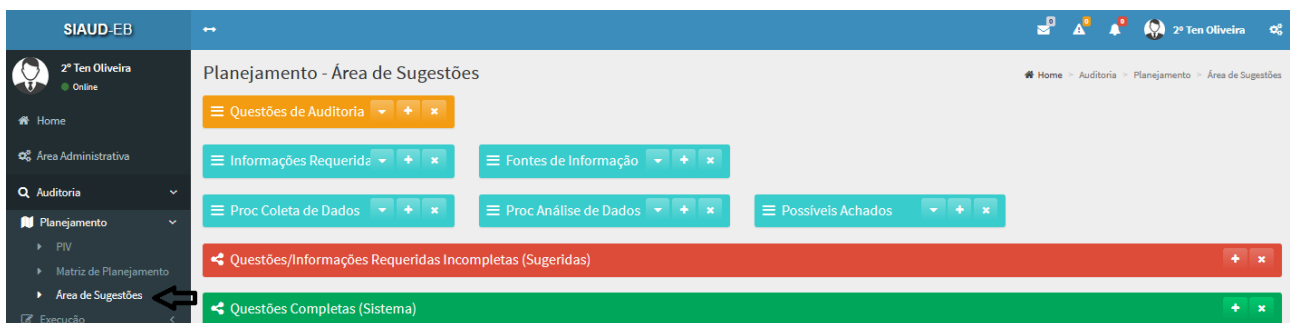 SIAUD-EB
0 0 0 2º Ten Oliveira
2º Ten Oliveira
Online
Home
Área Administrativa
Auditoria
Planejamento
PIV
Matriz de Planejamento
Área de Sugestões
Execução
Planejamento - Área de Sugestões
Home > Auditoria > Planejamento > Área de Sugestões
Questões de Auditoria
Informações Requerida
Fontes de Informação
Proc Coleta de Dados
Proc Análise de Dados
Possíveis Achados
Questões/Informações Requeridas Incompletas (Sugeridas)
Questões Completas (Sistema)